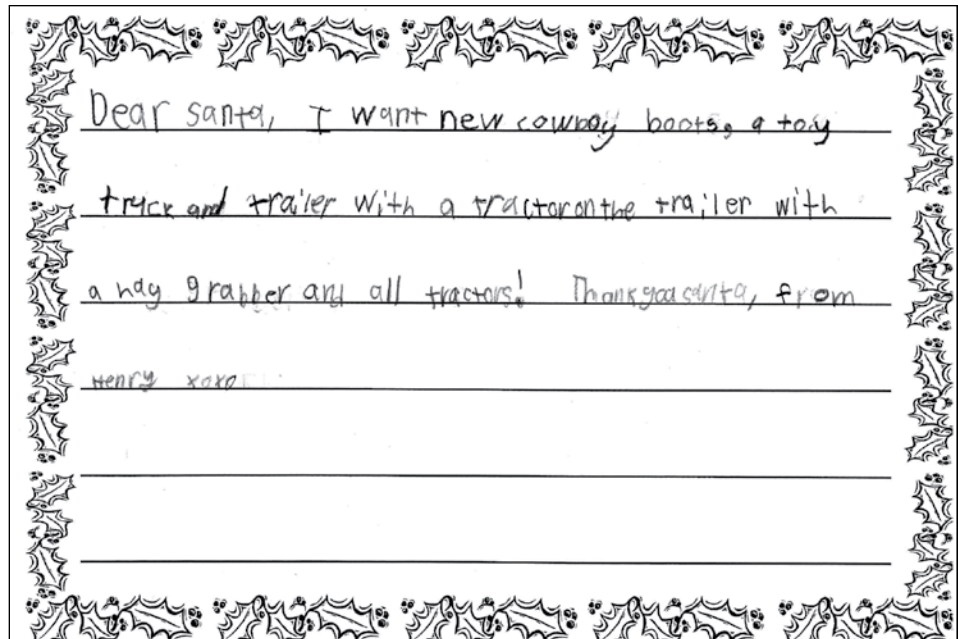 Dear santa, I want new cowboy boots, a toy
truck and trailer with a tractor on the trailer with
a hay grabber and all tractors! Thank you santa, from
Henry xoxo